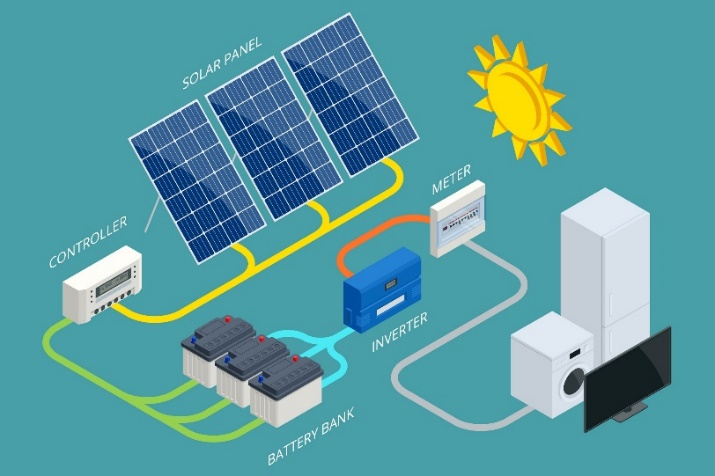 SOLAR PANEL
METER
CONTROLLER
INVERTER
BATTERY BANK